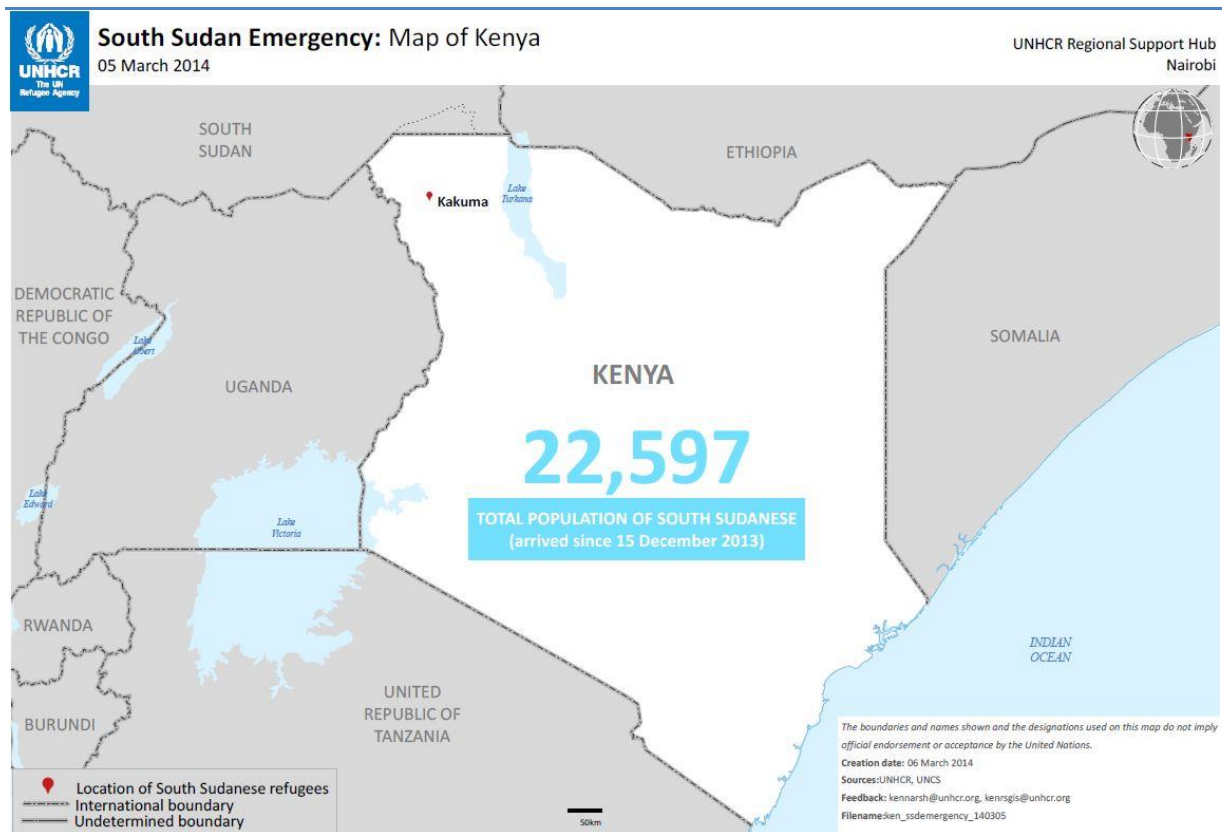 UNHCR
The UN
Refugee Agency
South Sudan Emergency: Map of Kenya
05 March 2014
UNHCR Regional Support Hub
Nairobi
SOUTH
SUDAN
ETHIOPIA
Kakuma
Lake
Turkana
DEMOCRATIC
REPUBLIC OF
THE CONGO
Lake
Albert
SOMALIA
UGANDA
KENYA
22,597
TOTAL POPULATION OF SOUTH SUDANESE
(arrived since 15 December 2013)
Lake
Edward
Lake
Victoria
RWANDA
INDIAN
OCEAN
BURUNDI
UNITED
REPUBLIC OF
TANZANIA
The boundaries and names shown and the designations used on this map do not imply
official endorsement or acceptance by the United Nations.
Creation date: 06 March 2014
Sources:UNHCR, UNCS
Feedback: kennarsh@unhcr.org, kenrsgis@unhcr.org
Filename:ken_ssdemergency_140305
Location of South Sudanese refugees
International boundary
Undetermined boundary
50km